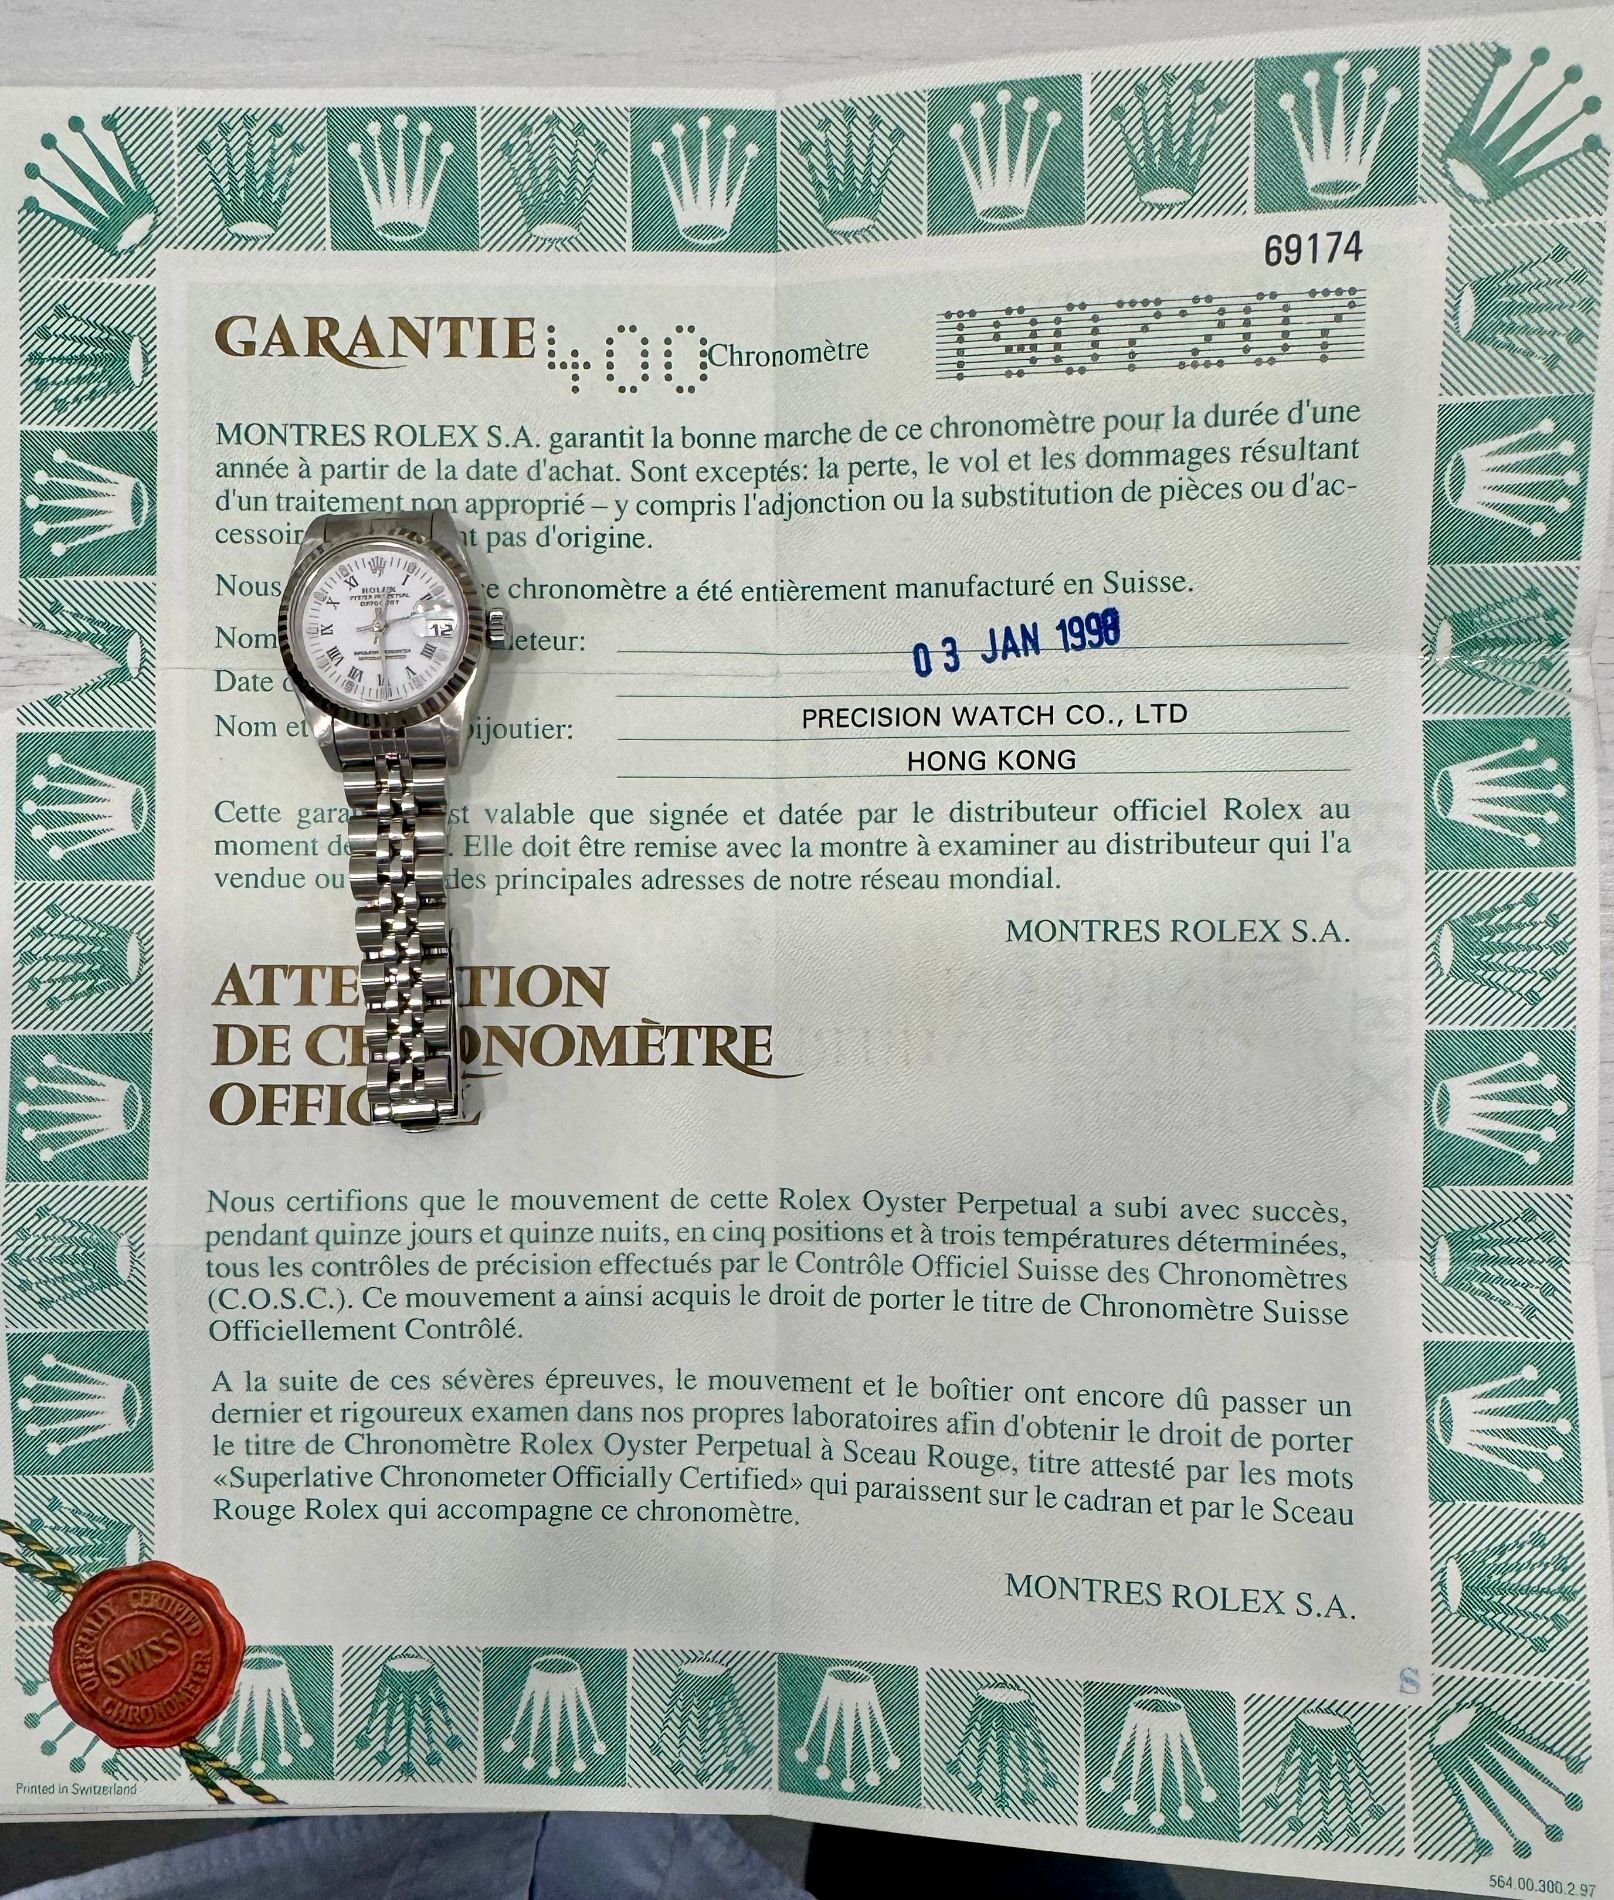 69174
GARANTIE 400 Chronomètre
MONTRES ROLEX S.A. garantit la bonne marche de ce chronomètre pour la durée d'une
année à partir de la date d'achat. Sont exceptés: la perte, le vol et les dommages résultant
d'un traitement non approprié – y compris l'adjonction ou la substitution de pièces ou d'ac-
cessoir nt pas d'origine.
Nous e chronomètre a été entièrement manufacturé en Suisse.
Nom eteur:
03 JAN 1998
Date
Nom et bijoutier: PRECISION WATCH CO., LTD
HONG KONG
Cette gara st valable que signée et datée par le distributeur officiel Rolex au
moment de . Elle doit être remise avec la montre à examiner au distributeur qui l'a
vendue ou des principales adresses de notre réseau mondial.
MONTRES ROLEX S.A.
ATTE TION
DE CH ONOMÈTRE
OFFIC
Nous certifions que le mouvement de cette Rolex Oyster Perpetual a subi avec succès,
pendant quinze jours et quinze nuits, en cinq positions et à trois températures déterminées,
tous les contrôles de précision effectués par le Contrôle Officiel Suisse des Chronomètres
(C.O.S.C.). Ce mouvement a ainsi acquis le droit de porter le titre de Chronomètre Suisse
Officiellement Contrôlé.
A la suite de ces sévères épreuves, le mouvement et le boîtier ont encore dû passer un
dernier et rigoureux examen dans nos propres laboratoires afin d'obtenir le droit de porter
le titre de Chronomètre Rolex Oyster Perpetual à Sceau Rouge, titre attesté par les mots
«Superlative Chronometer Officially Certified» qui paraissent sur le cadran et par le Sceau
Rouge Rolex qui accompagne ce chronomètre.
MONTRES ROLEX S.A.
S
OFFICIALLY CERTIFIED
SWISS
CHRONOMETER
Printed in Switzerland
564.00.300.2.97
ROLEX
OYSTER PERPETUAL
DATEJUST
12